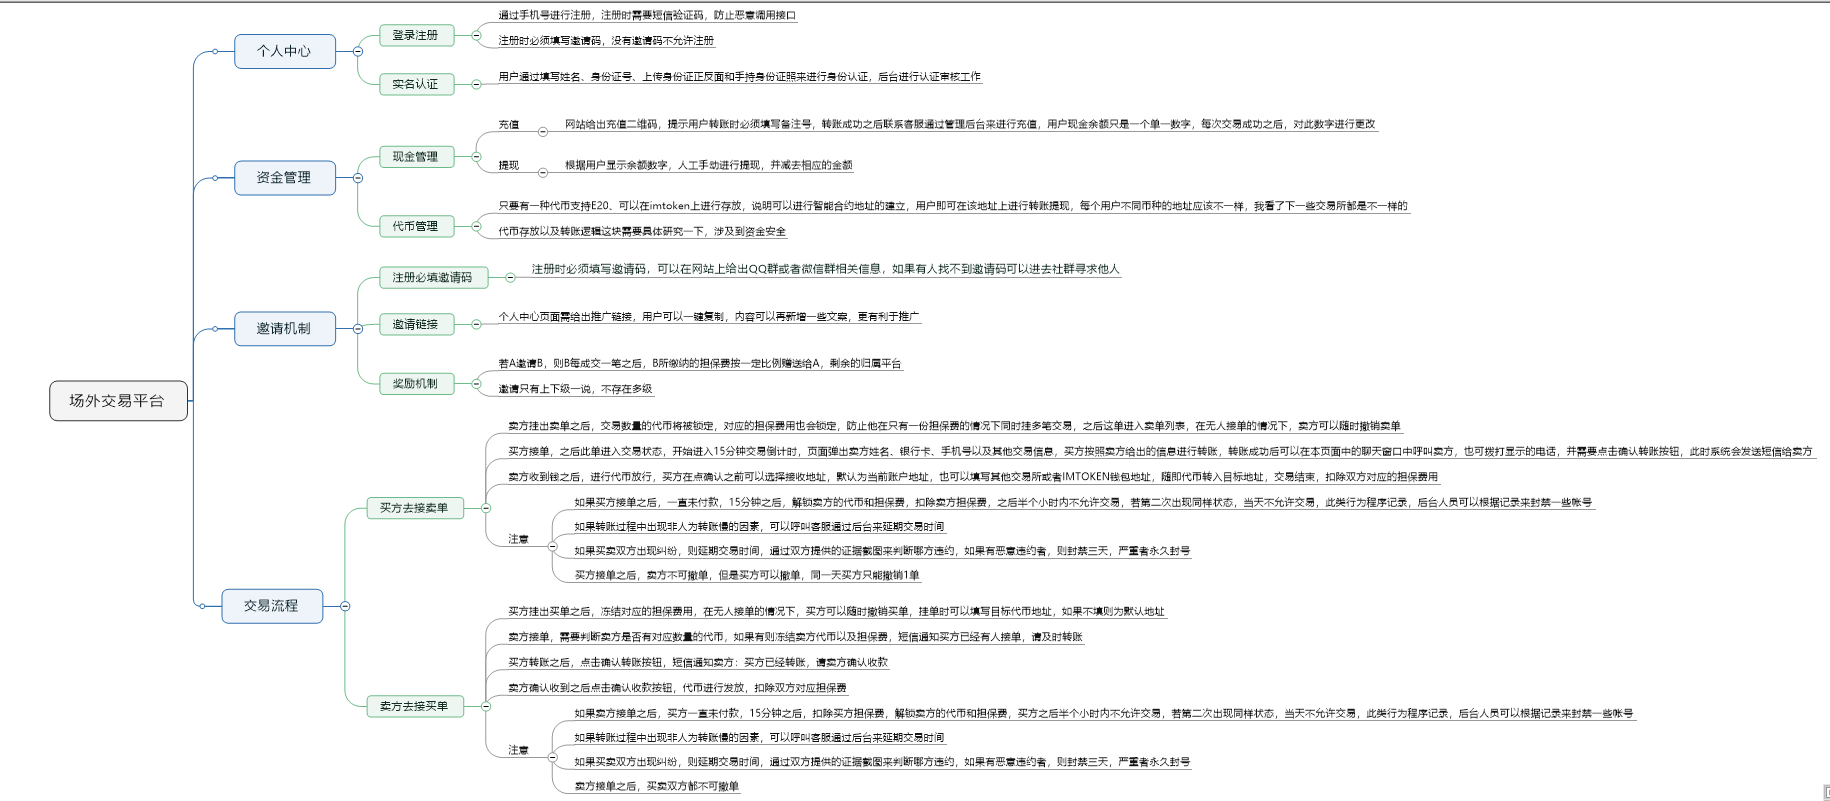 场外交易平台
个人中心
登录注册
通过手机号进行注册，注册时需要短信验证码，防止恶意调用接口
注册时必须填写邀请码，没有邀请码不允许注册
实名认证
用户通过填写姓名、身份证号、上传身份证正反面和手持身份证照来进行身份认证，后台进行认证审核工作
资金管理
现金管理
充值
网站给出充值二维码，提示用户转账时必须填写备注号，转账成功之后联系客服通过管理后台来进行充值，用户现金余额只是一个单一数字，每次交易成功之后，对此数字进行更改
提现
根据用户显示余额数字，人工手动进行提现，并减去相应的金额
代币管理
只要有一种代币支持E20、可以在imtoken上进行存放，说明可以进行智能合约地址的建立，用户即可在该地址上进行转账提现，每个用户不同币种的地址应该不一样，我看了下一些交易所都是不一样的
代币存放以及转账逻辑这块需要具体研究一下，涉及到资金安全
邀请机制
注册必填邀请码
注册时必须填写邀请码，可以在网站上给出QQ群或者微信群相关信息，如果有人找不到邀请码可以进去社群寻求他人
邀请链接
个人中心页面需给出推广链接，用户可以一键复制，内容可以再新增一些文案，更有利于推广
奖励机制
若A邀请B，则B每成交一笔之后，B所缴纳的担保费按一定比例赠送给A，剩余的归属平台
邀请只有上下级一说，不存在多级
交易流程
买方去接卖单
卖方挂出卖单之后，交易数量的代币将被锁定，对应的担保费用也会锁定，防止他在只有一份担保费的情况下同时挂多笔交易，之后这单进入卖单列表，在无人接单的情况下，卖方可以随时撤销卖单
买方接单，之后此单进入交易状态，开始进入15分钟交易倒计时，页面弹出卖方姓名、银行卡、手机号以及其他交易信息，买方按照卖方给出的信息进行转账，转账成功后可以在本页面中的聊天窗口中呼叫卖方，也可拨打显示的电话，并需要点击确认转账按钮，此时系统会发送短信给卖方
卖方收到钱之后，进行代币放行，买方在点确认之前可以选择接收地址，默认为当前账户地址，也可以填写其他交易所或者IMTOKEN钱包地址，随即代币转入目标地址，交易结束，扣除双方对应的担保费用
注意
如果买方接单之后，一直未付款，15分钟之后，解锁卖方的代币和担保费，扣除卖方担保费，之后半个小时内不允许交易，若第二次出现同样状态，当天不允许交易，此类行为程序记录，后台人员可以根据记录来封禁一些帐号
如果转账过程中出现非人为转账慢的因素，可以呼叫客服通过后台来延期交易时间
如果买卖双方出现纠纷，则延期交易时间，通过双方提供的证据截图来判断哪方违约，如果有恶意违约者，则封禁三天，严重者永久封号
买方接单之后，卖方不可撤单，但是买方可以撤单，同一天买方只能撤销1单
卖方去接买单
买方挂出买单之后，冻结对应的担保费用，在无人接单的情况下，买方可以随时撤销买单，挂单时可以填写目标代币地址，如果不填则为默认地址
卖方接单，需要判断卖方是否有对应数量的代币，如果有则冻结卖方代币以及担保费，短信通知买方已经有人接单，请及时转账
买方转账之后，点击确认转账按钮，短信通知卖方：买方已经转账，请卖方确认收款
卖方确认收到之后点击确认收款按钮，代币进行发放，扣除双方对应担保费
注意
如果卖方接单之后，买方一直未付款，15分钟之后，扣除买方担保费，解锁卖方的代币和担保费，买方之后半个小时内不允许交易，若第二次出现同样状态，当天不允许交易，此类行为程序记录，后台人员可以根据记录来封禁一些帐号
如果转账过程中出现非人为转账慢的因素，可以呼叫客服通过后台来延期交易时间
如果买卖双方出现纠纷，则延期交易时间，通过双方提供的证据截图来判断哪方违约，如果有恶意违约者，则封禁三天，严重者永久封号
卖方接单之后，买卖双方都不可撤单